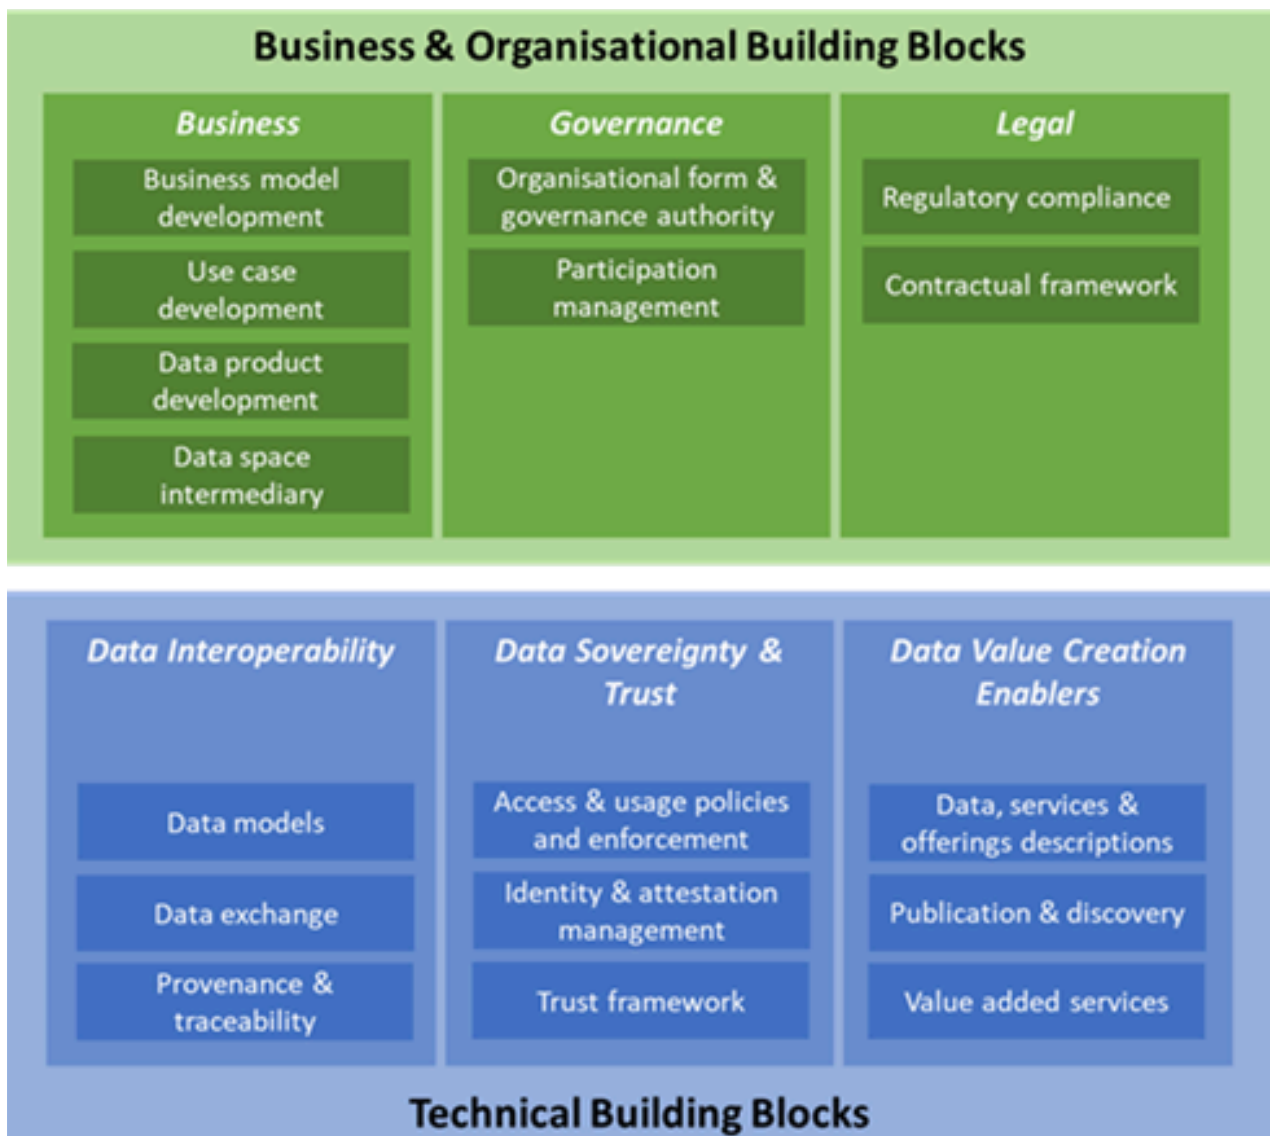 Business & Organisational Building Blocks
Business
Business model
development
Use case
development
Data product
development
Data space
intermediary
Governance
Organisational form &
governance authority
Participation
management
Legal
Regulatory compliance
Contractual framework
Data Interoperability
Data models
Data exchange
Provenance &
traceability
Data Sovereignty &
Trust
Access & usage policies
and enforcement
Identity & attestation
management
Trust framework
Data Value Creation
Enablers
Data, services &
offerings descriptions
Publication & discovery
Value added services
Technical Building Blocks